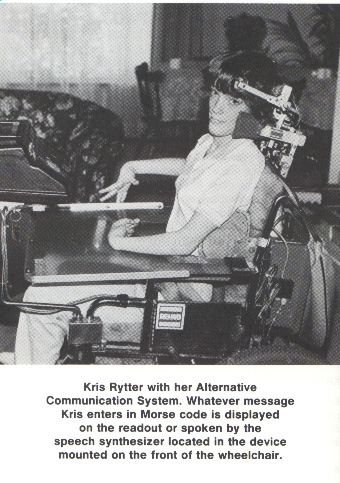 Kris Rytter with her Alternative
Communication System. Whatever message
Kris enters in Morse code is displayed
on the readout or spoken by the
speech synthesizer located in the device
mounted on the front of the wheelchair.